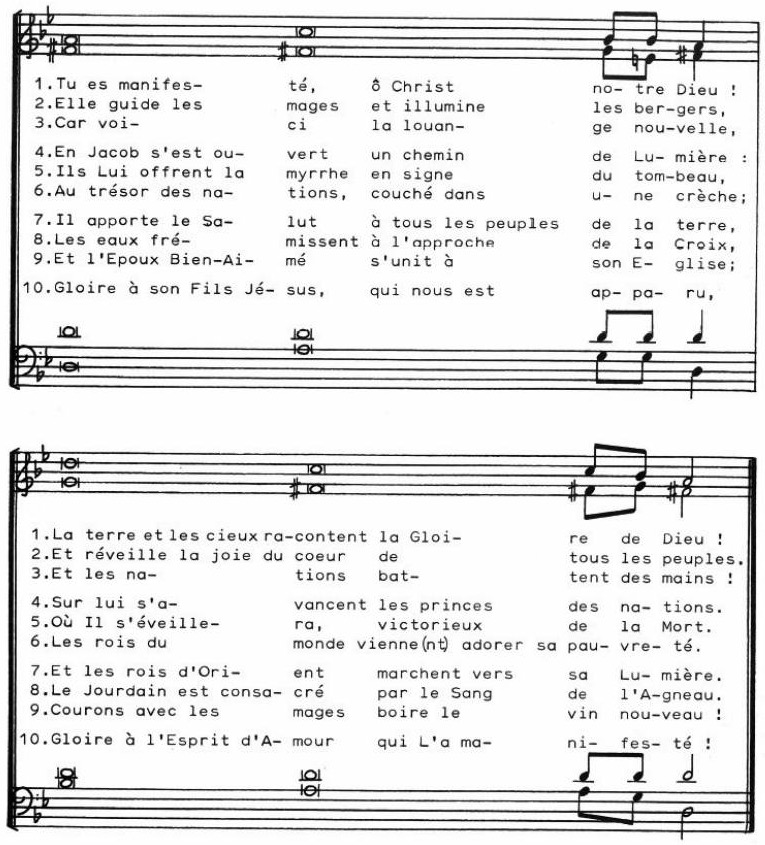 1.Tu es manifes- té, ô Christ no- tre Dieu !
2.Elle guide les mages et illumine les ber-gers,
3.Car voi- ci la louan- ge nou-velle,
4.En Jacob s'est ou- vert un chemin de Lu- mière :
5.Ils Lui offrent la myrrhe en signe du tom-beau,
6.Au trésor des na- tions, couché dans u- ne crèche;
7.Il apporte le Sa- lut à tous les peuples de la terre,
8.Les eaux fré- missent à l'approche de la Croix,
9.Et l'Epoux Bien-Ai- mé s'unit à son E- glise;
10.Gloire à son Fils Jé- sus, qui nous est ap- pa- ru,
1.La terre et les cieux ra-content la Gloi- re de Dieu !
2.Et réveille la joie du coeur de tous les peuples.
3.Et les na- tions bat- tent des mains !
4.Sur lui s'a- vancent les princes des na- tions.
5.Où Il s'éveille- ra, victorieux de la Mort.
6.Les rois du monde vienne(nt) adorer sa pau- vre- té.
7.Et les rois d'Ori- ent marchent vers sa Lu- mière.
8.Le Jourdain est consa- cré par le Sang de l'A-gneau.
9.Courons avec les mages boire le vin nou-veau !
10.Gloire à l'Esprit d'A- mour qui L'a ma- ni- fes- té !